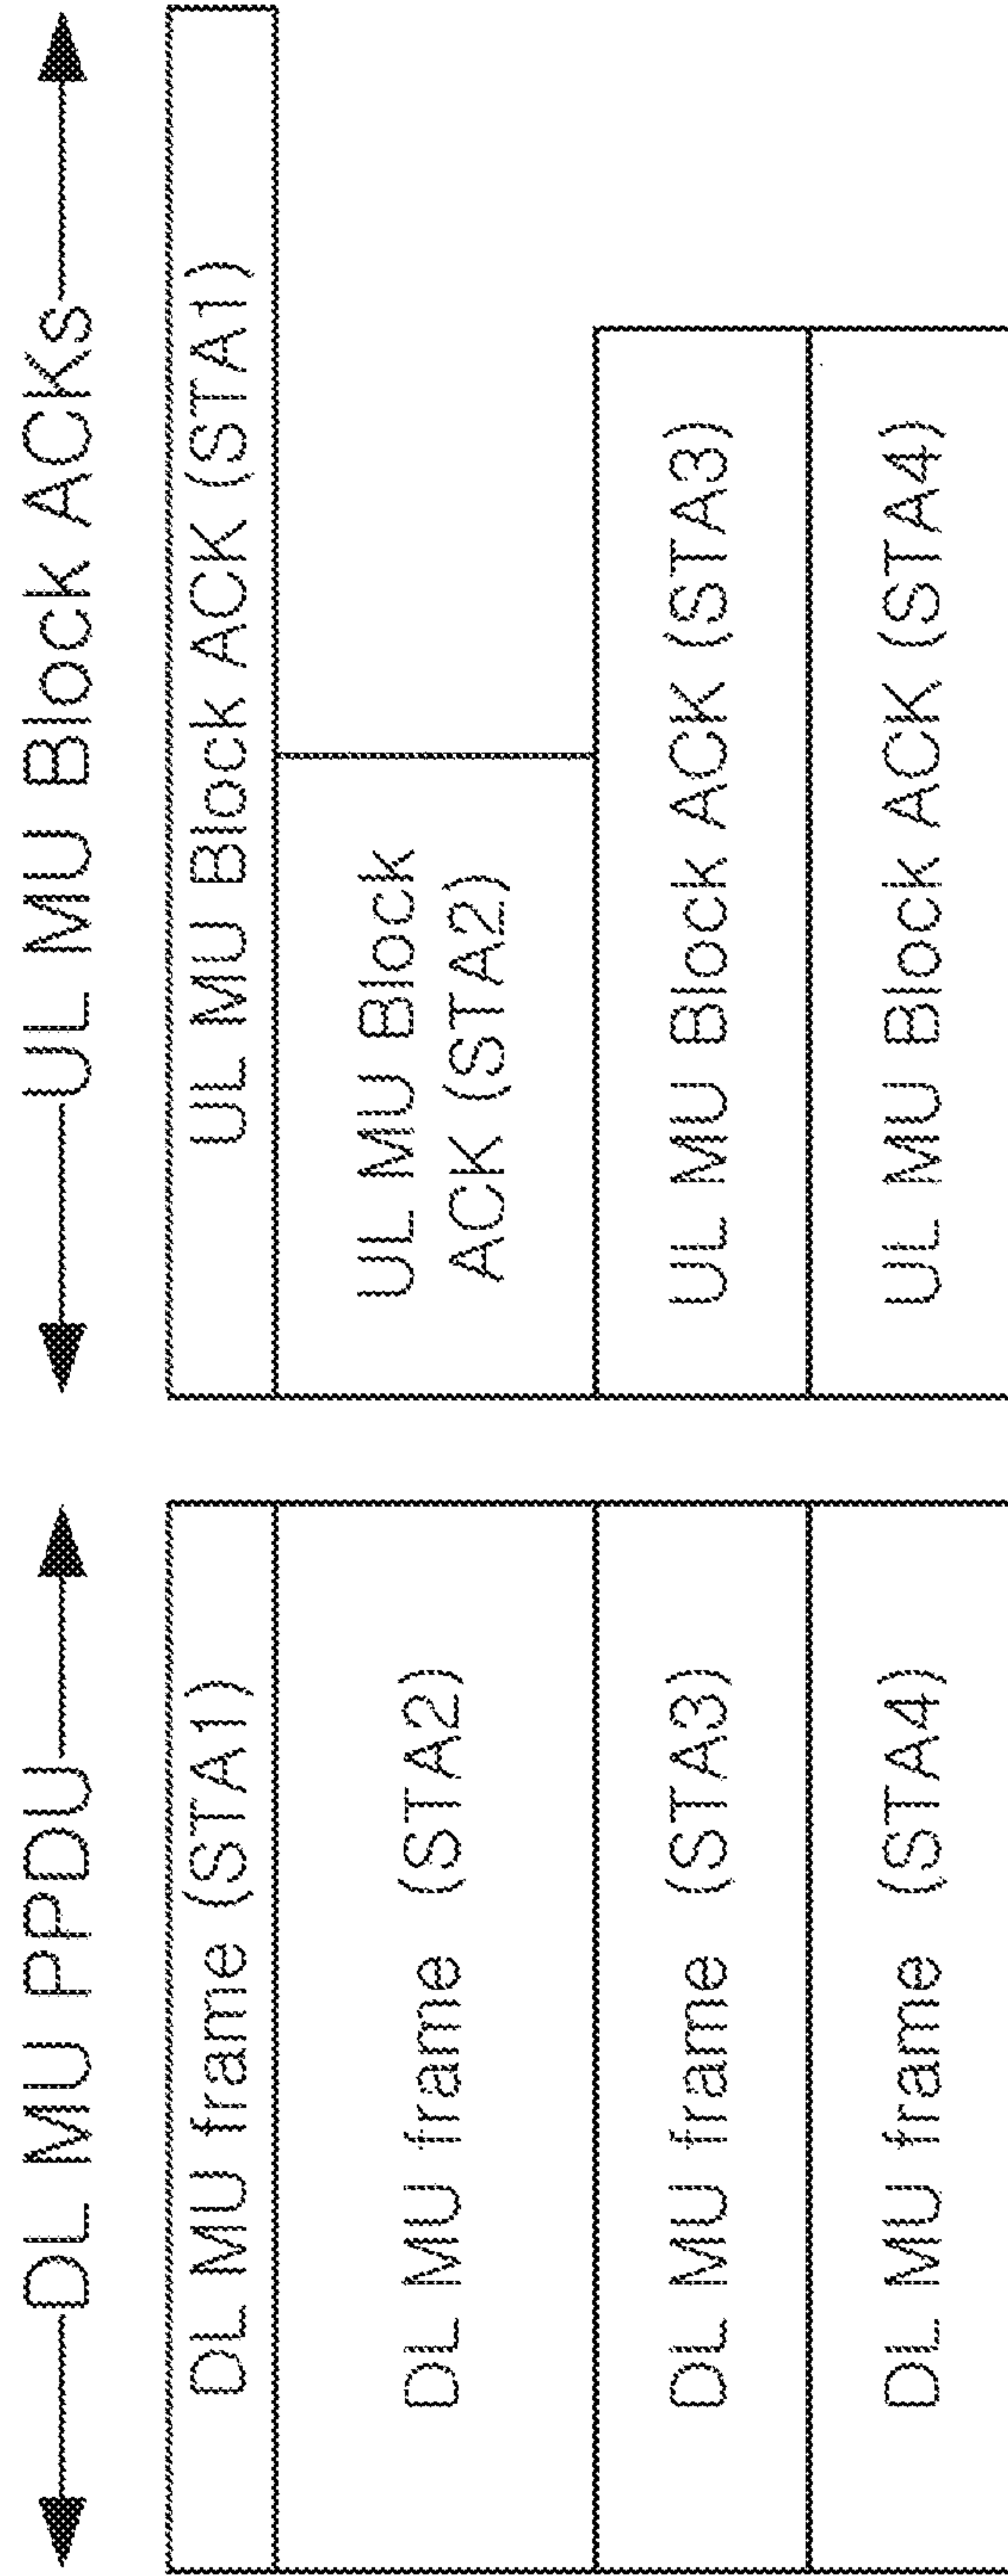 DL MU PPDU
UL MU Block ACKs
DL MU frame (STA1)
DL MU frame (STA2)
DL MU frame (STA3)
DL MU frame (STA4)
UL MU Block ACK (STA1)
UL MU Block
ACK (STA2)
UL MU Block ACK (STA3)
UL MU Block ACK (STA4)